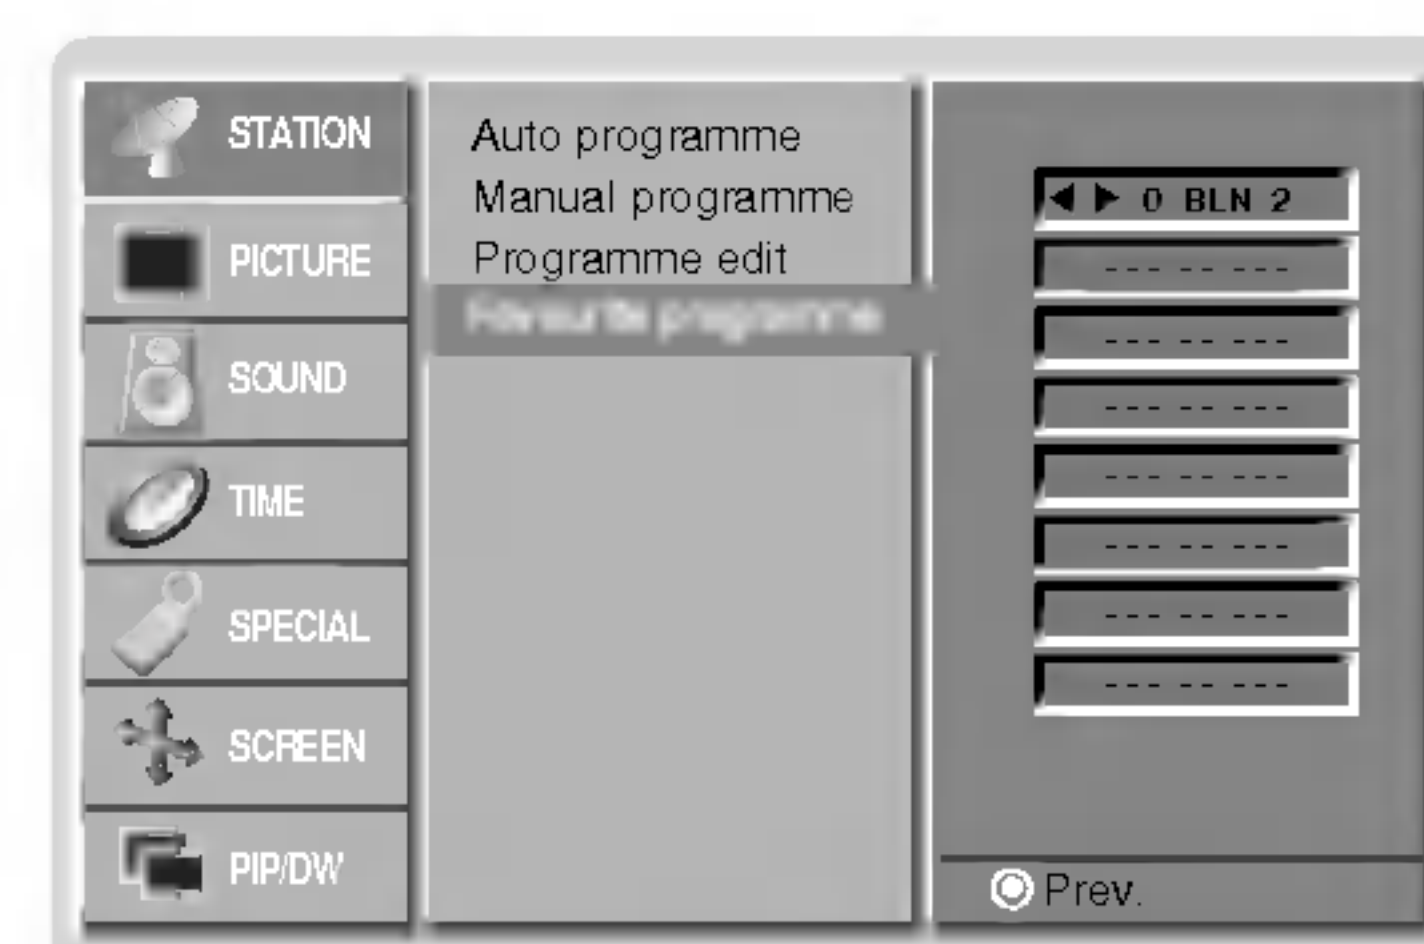 STATION
PICTURE
SOUND
TIME
SPECIAL
SCREEN
PIP/DW
Auto programme
Manual programme
Programme edit
Favourite programme
◀ ▶ 0 BLN 2
--- -- ---
--- -- ---
--- -- ---
--- -- ---
--- -- ---
--- -- ---
--- -- ---
Prev.